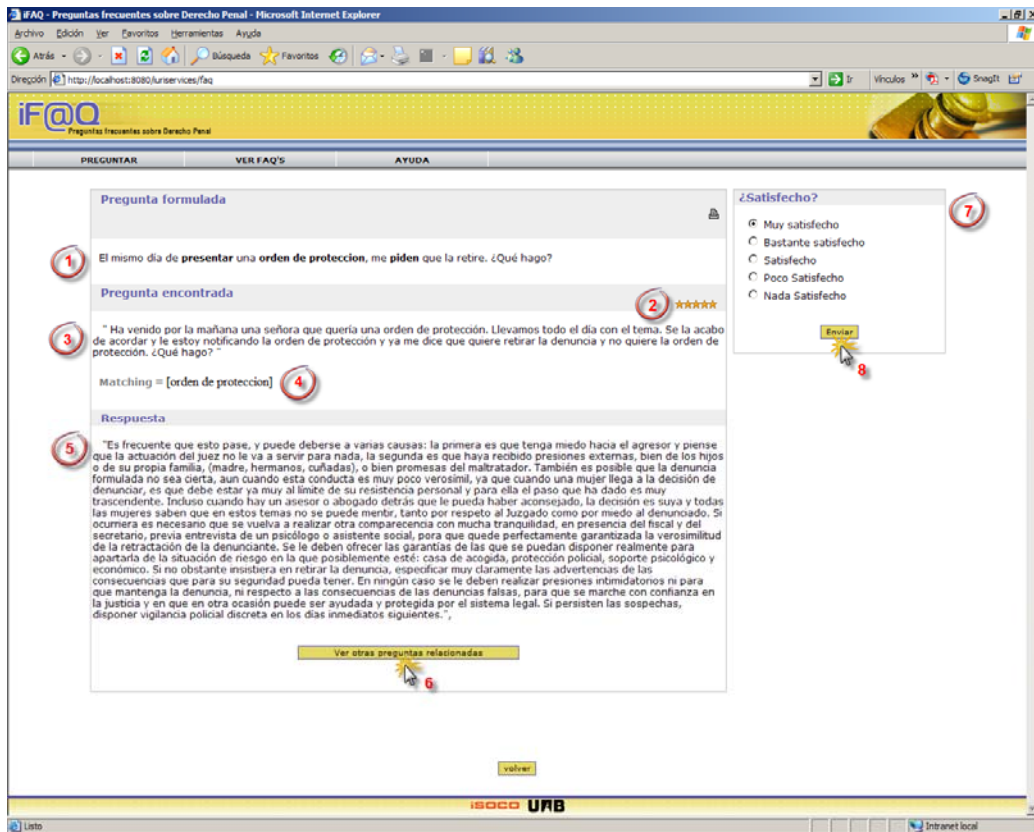 iFAQ - Preguntas frecuentes sobre Derecho Penal - Microsoft Internet Explorer
Archivo Edición Ver Favoritos Herramientas Ayuda
Atrás Búsqueda Favoritos
Dirección http://localhost:8080/iuriservices/faq Ir Vínculos » SnagIt
iF@Q
Preguntas frecuentes sobre Derecho Penal
PREGUNTAR VER FAQ'S AYUDA
Pregunta formulada
1 El mismo día de presentar una orden de proteccion, me piden que la retire. ¿Qué hago?
Pregunta encontrada
2
3 " Ha venido por la mañana una señora que quería una orden de protección. Llevamos todo el día con el tema. Se la acabo
de acordar y le estoy notificando la orden de protección y ya me dice que quiere retirar la denuncia y no quiere la orden de
protección. ¿Qué hago? "
Matching = [orden de proteccion] 4
Respuesta
5 "Es frecuente que esto pase, y puede deberse a varias causas: la primera es que tenga miedo hacia el agresor y piense
que la actuación del juez no le va a servir para nada, la segunda es que haya recibido presiones externas, bien de los hijos
o de su propia familia, (madre, hermanos, cuñadas), o bien promesas del maltratador. También es posible que la denuncia
formulada no sea cierta, aun cuando esta conducta es muy poco verosímil, ya que cuando una mujer llega a la decisión de
denunciar, es que debe estar ya muy al límite de su resistencia personal y para ella el paso que ha dado es muy
trascendente. Incluso cuando hay un asesor o abogado detrás que le pueda haber aconsejado, la decisión es suya y todas
las mujeres saben que en estos temas no se puede mentir, tanto por respeto al Juzgado como por miedo al denunciado. Si
ocurriera es necesario que se vuelva a realizar otra comparecencia con mucha tranquilidad, en presencia del fiscal y del
secretario, previa entrevista de un psicólogo o asistente social, pora que quede perfectamente garantizada la verosimilitud
de la retractación de la denunciante. Se le deben ofrecer las garantías de las que se puedan disponer realmente para
apartarla de la situación de riesgo en la que posiblemente esté: casa de acogida, protección policial, soporte psicológico y
económico. Si no obstante insistiera en retirar la denuncia, especificar muy claramente las advertencias de las
consecuencias que para su seguridad pueda tener. En ningún caso se le deben realizar presiones intimidatorios ni para
que mantenga la denuncia, ni respecto a las consecuencias de las denuncias falsas, para que se marche con confianza en
la justicia y en que en otra ocasión puede ser ayudada y protegida por el sistema legal. Si persisten las sospechas,
disponer vigilancia policial discreta en los días inmediatos siguientes.",
Ver otras preguntas relacionadas
6
¿Satisfecho?
7
Muy satisfecho
Bastante satisfecho
Satisfecho
Poco Satisfecho
Nada Satisfecho
Enviar
8
volver
isoco UAB
Listo Intranet local